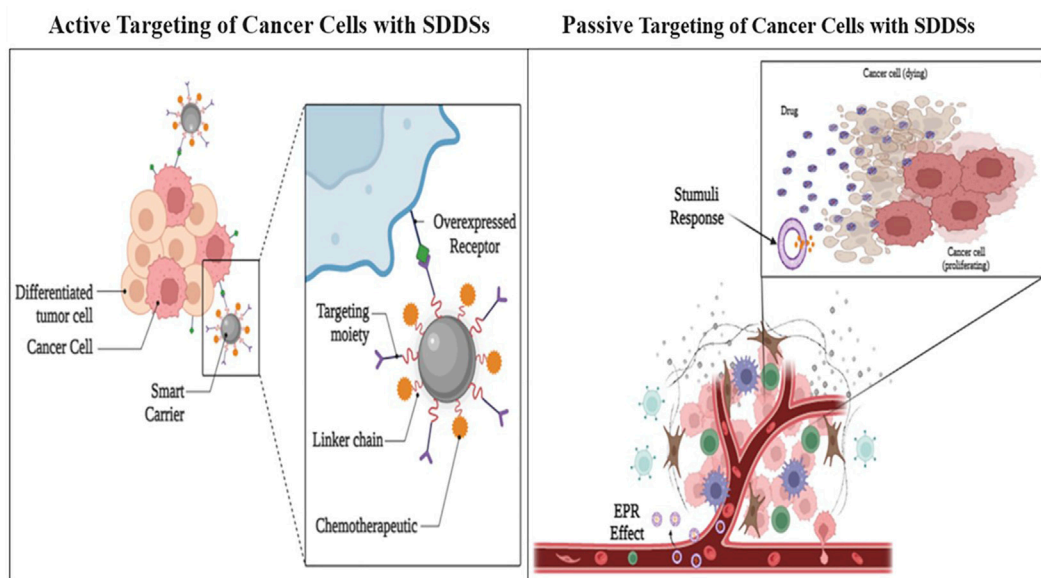 Active Targeting of Cancer Cells with SDDSs
Differentiated
tumor cell
Cancer Cell
Smart
Carrier
Overexpressed
Receptor
Targeting
moiety
Linker chain
Chemotherapeutic
Passive Targeting of Cancer Cells with SDDSs
Cancer cell (dying)
Drug
Stumuli
Response
Cancer cell
(proliferating)
EPR
Effect